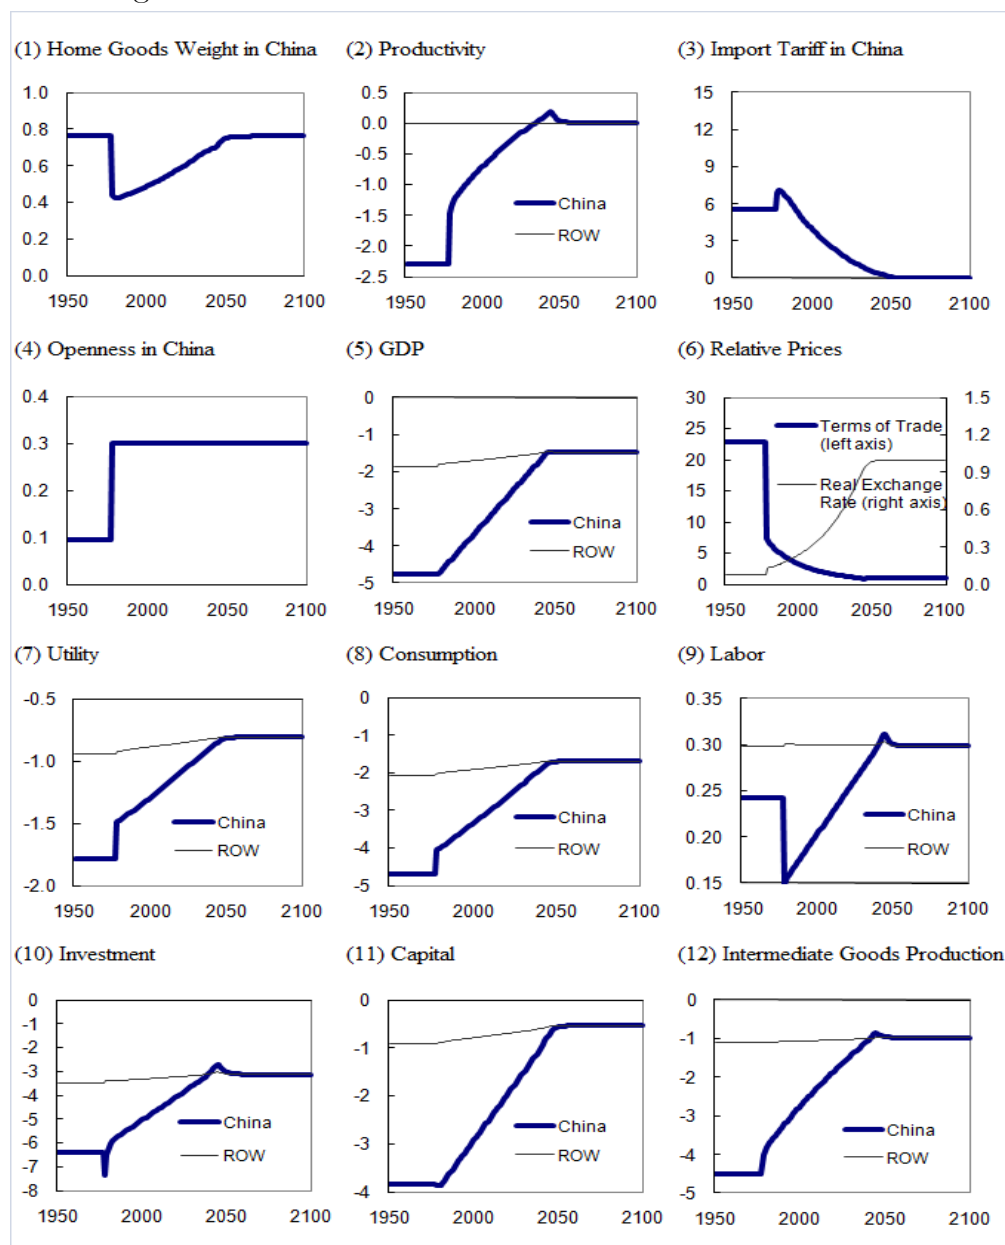 (1) Home Goods Weight in China
(2) Productivity
(3) Import Tariff in China
1.0
0.8
0.6
0.4
0.2
0.0
1950 2000 2050 2100
0.5
0.0
-0.5
-1.0
-1.5
-2.0
-2.5
China
ROW
1950 2000 2050 2100
15
12
9
6
3
0
1950 2000 2050 2100
(4) Openness in China
(5) GDP
(6) Relative Prices
0.4
0.3
0.2
0.1
0.0
1950 2000 2050 2100
0
-1
-2
-3
-4
-5
China
ROW
1950 2000 2050 2100
30
25
20
15
10
5
0
Terms of Trade
(left axis)
Real Exchange
Rate (right axis)
1.5
1.2
0.9
0.6
0.3
0.0
1950 2000 2050 2100
(7) Utility
(8) Consumption
(9) Labor
-0.5
-1.0
-1.5
-2.0
China
ROW
1950 2000 2050 2100
0
-1
-2
-3
-4
-5
China
ROW
1950 2000 2050 2100
0.35
0.30
0.25
0.20
0.15
China
ROW
1950 2000 2050 2100
(10) Investment
(11) Capital
(12) Intermediate Goods Production
0
-1
-2
-3
-4
-5
-6
-7
-8
China
ROW
1950 2000 2050 2100
0
-1
-2
-3
-4
China
ROW
1950 2000 2050 2100
0
-1
-2
-3
-4
-5
China
ROW
1950 2000 2050 2100